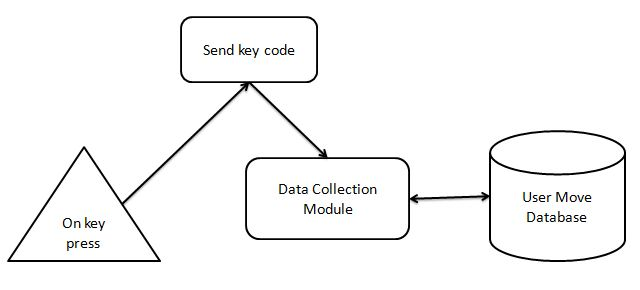 Send key code
On key
press
Data Collection
Module
User Move
Database